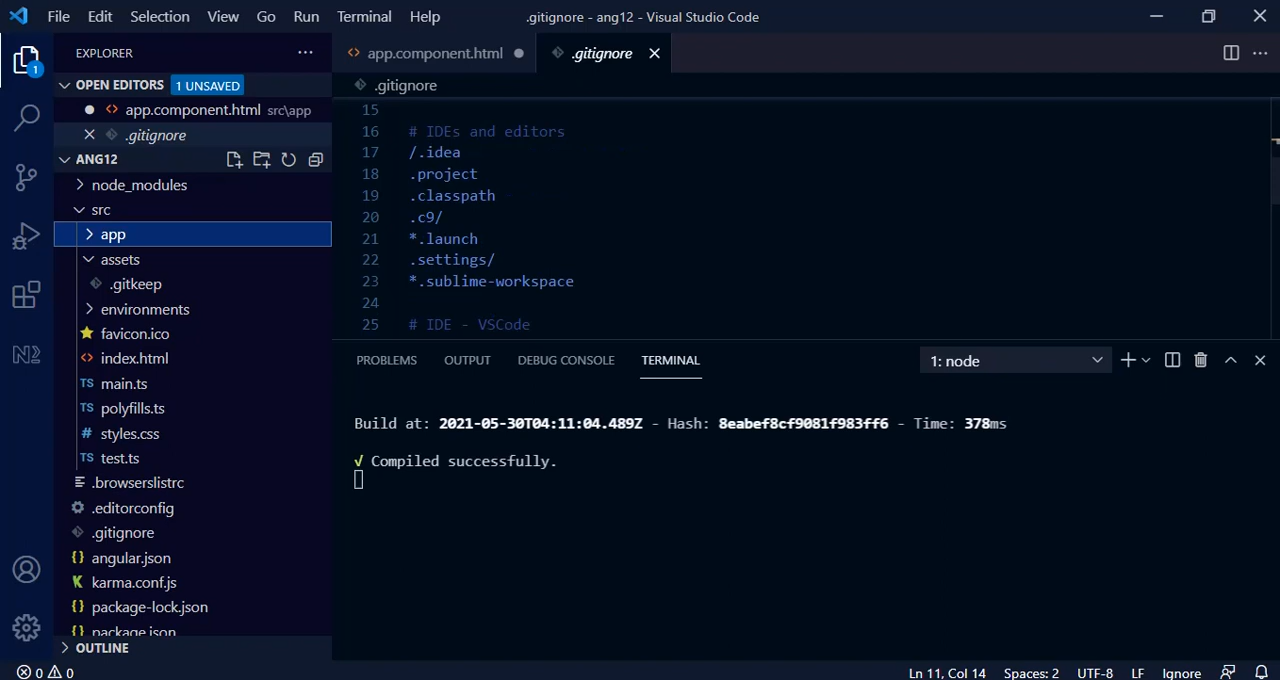 File Edit Selection View Go Run Terminal Help .gitignore - ang12 - Visual Studio Code
EXPLORER
1
OPEN EDITORS 1 UNSAVED
app.component.html src\app
.gitignore
ANG12
node_modules
src
app
assets
.gitkeep
environments
favicon.ico
index.html
TS main.ts
TS polyfills.ts
# styles.css
TS test.ts
.browserslistrc
.editorconfig
.gitignore
{} angular.json
karma.conf.js
{} package-lock.json
{} package.json
OUTLINE
app.component.html .gitignore
.gitignore
15
16 # IDEs and editors
17 /.idea
18 .project
19 .classpath
20 .c9/
21 *.launch
22 .settings/
23 *.sublime-workspace
24
25 # IDE - VSCode
PROBLEMS OUTPUT DEBUG CONSOLE TERMINAL 1: node
Build at: 2021-05-30T04:11:04.489Z - Hash: 8eabef8cf9081f983ff6 - Time: 378ms
√ Compiled successfully.
0 0 Ln 11, Col 14 Spaces: 2 UTF-8 LF Ignore